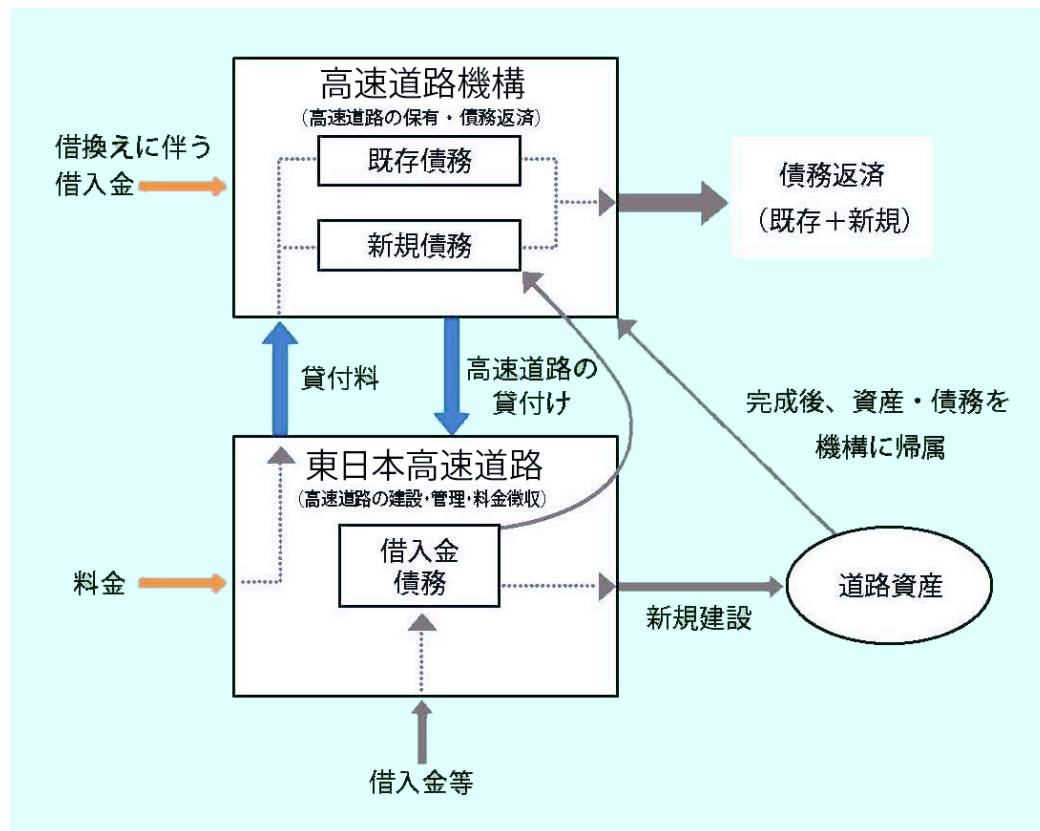 高速道路機構
(高速道路の保有・債務返済)
借換えに伴う
借入金
既存債務
新規債務
債務返済
(既存＋新規)
貸付料
高速道路の
貸付け
完成後、資産・債務を
機構に帰属
東日本高速道路
(高速道路の建設・管理・料金徴収)
借入金
債務
料金
新規建設
道路資産
借入金等